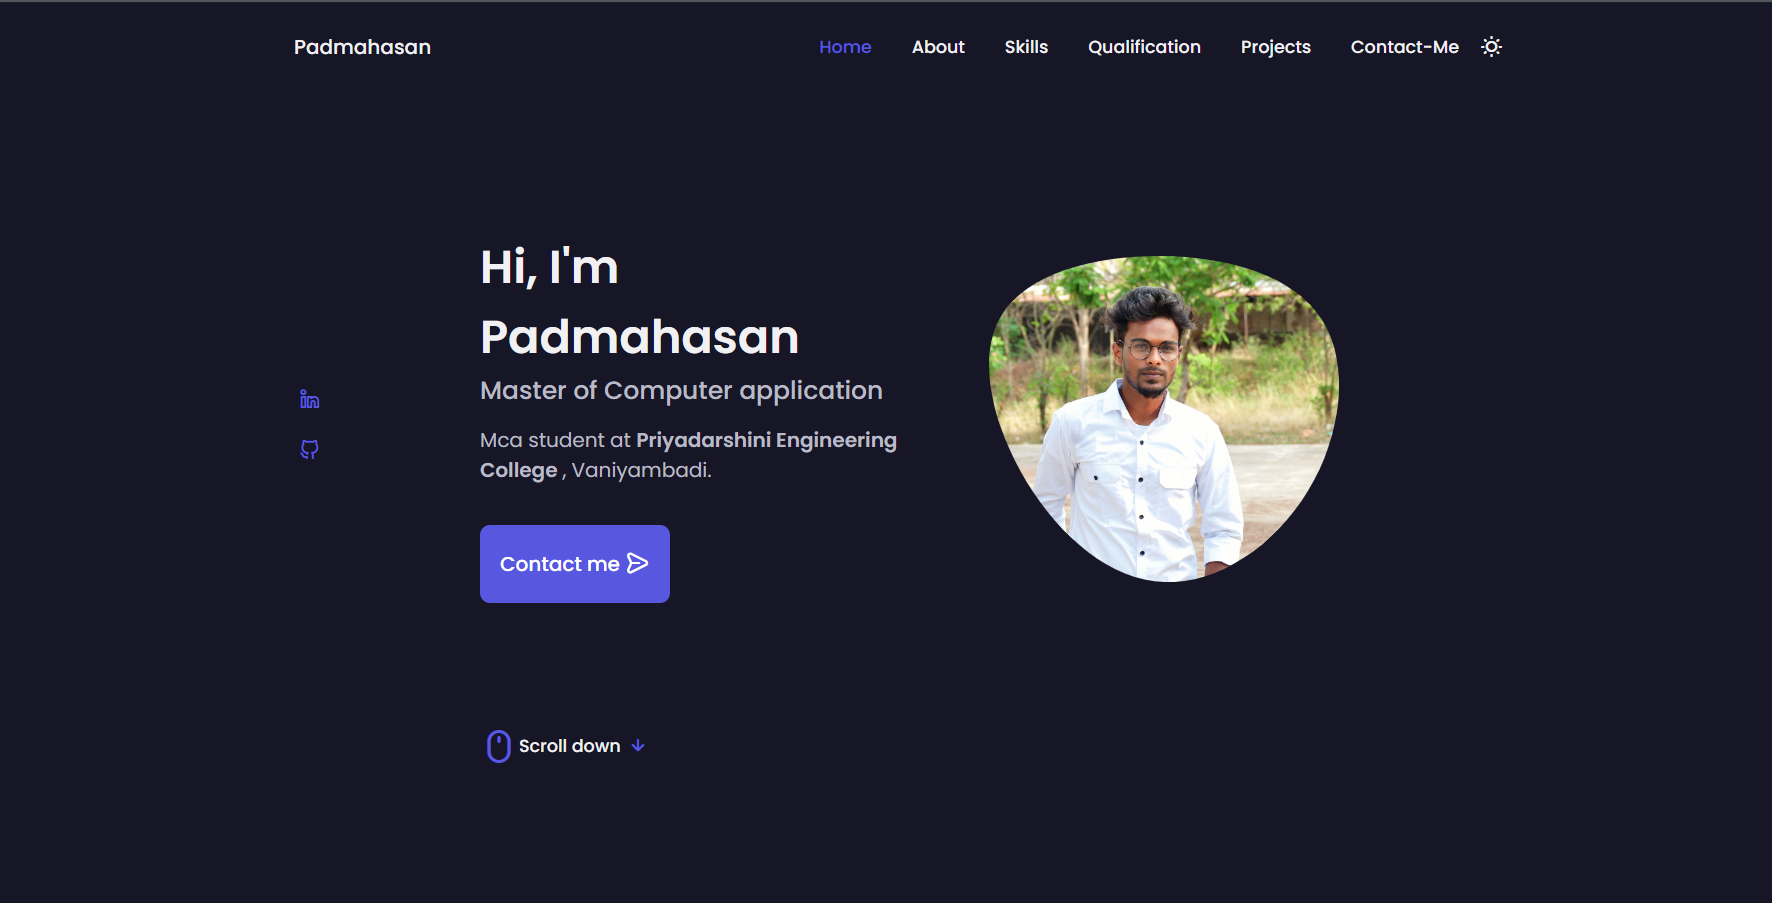 Padmahasan
Home About Skills Qualification Projects Contact-Me
Hi, I'm
Padmahasan
Master of Computer application
Mca student at Priyadarshini Engineering
College , Vaniyambadi.
Contact me
Scroll down